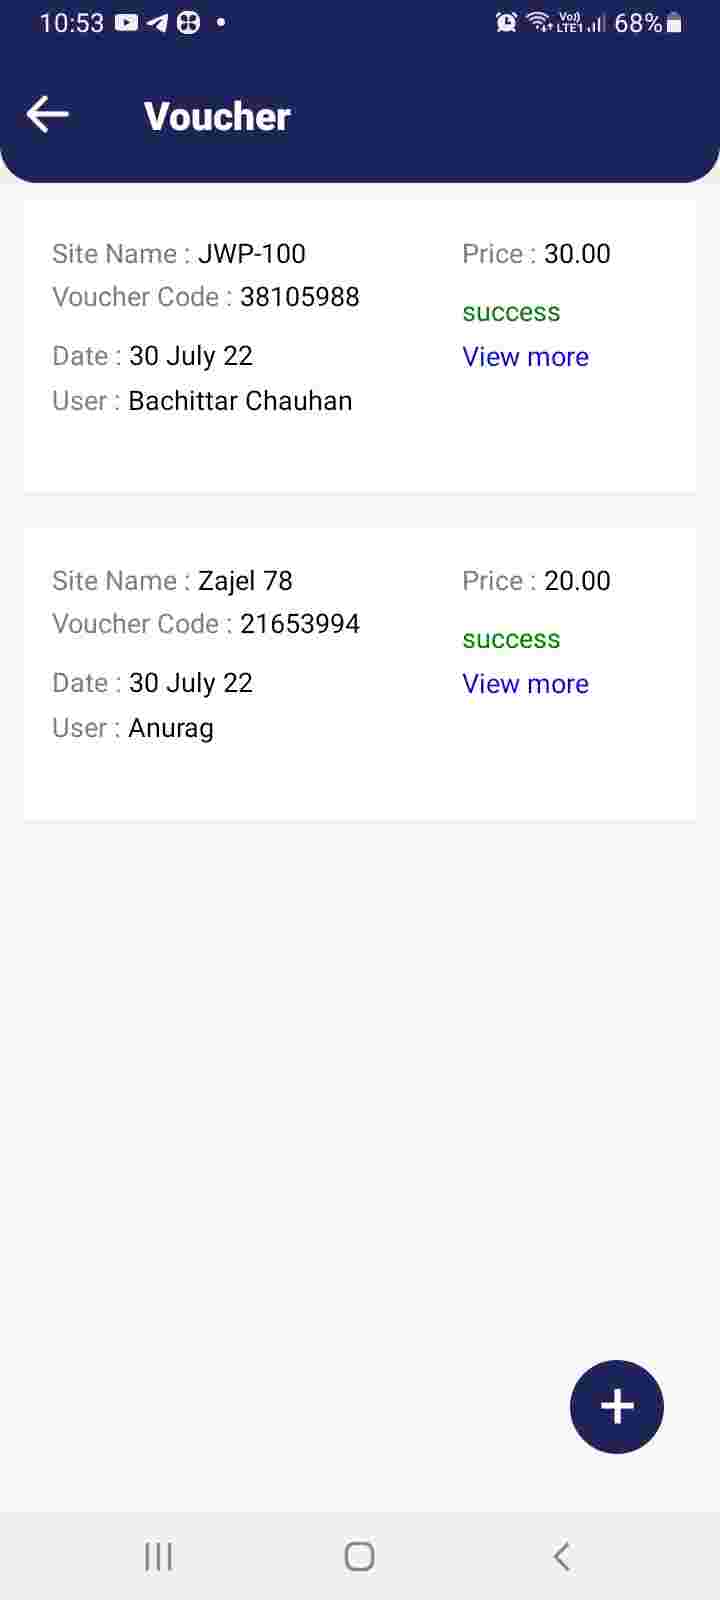 10:53 68%
Voucher
Site Name : JWP-100 Price : 30.00
Voucher Code : 38105988
success
Date : 30 July 22 View more
User : Bachittar Chauhan
Site Name : Zajel 78 Price : 20.00
Voucher Code : 21653994
success
Date : 30 July 22 View more
User : Anurag